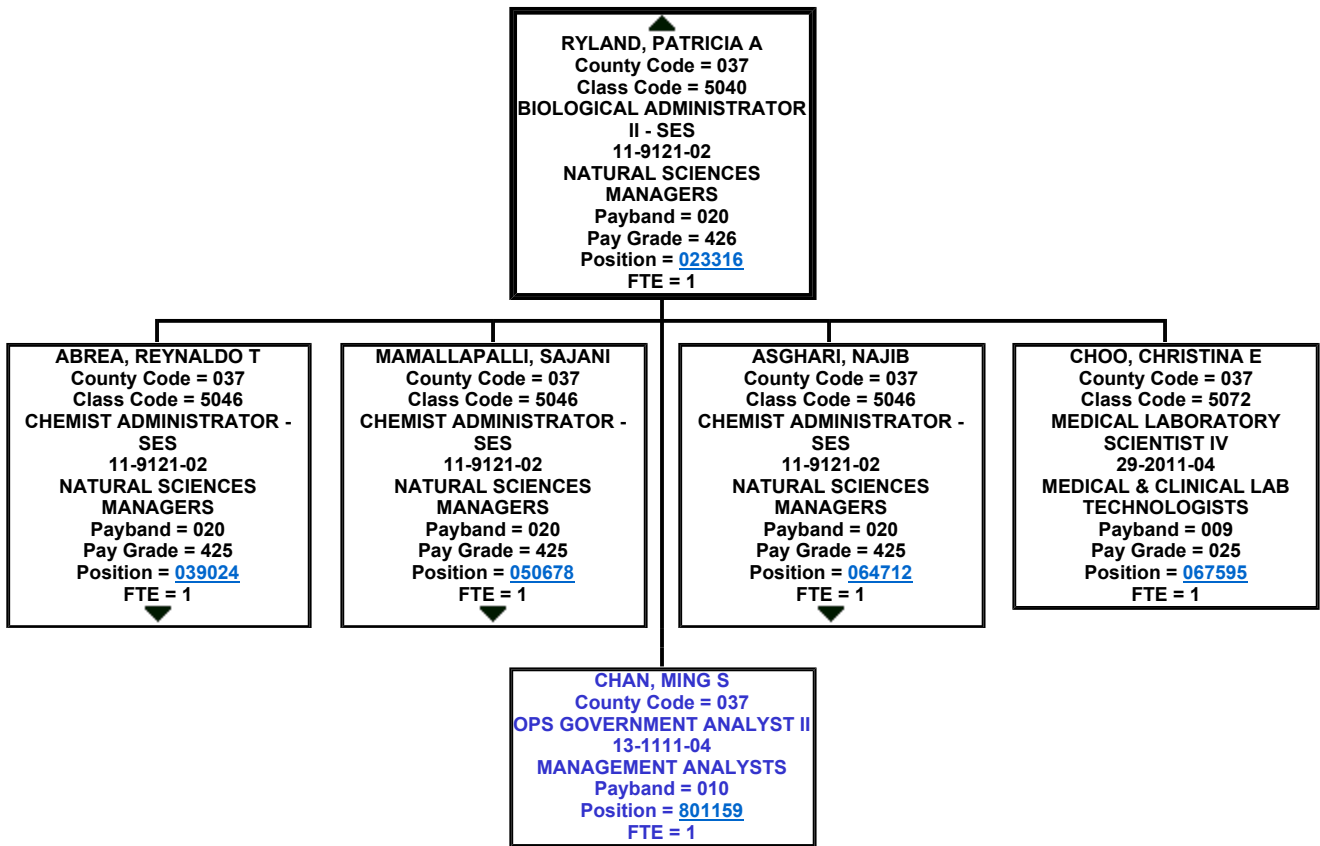 RYLAND, PATRICIA A
County Code = 037
Class Code = 5040
BIOLOGICAL ADMINISTRATOR
II - SES
11-9121-02
NATURAL SCIENCES
MANAGERS
Payband = 020
Pay Grade = 426
Position = 023316
FTE = 1
ABREA, REYNALDO T
County Code = 037
Class Code = 5046
CHEMIST ADMINISTRATOR -
SES
11-9121-02
NATURAL SCIENCES
MANAGERS
Payband = 020
Pay Grade = 425
Position = 039024
FTE = 1
MAMALLAPALLI, SAJANI
County Code = 037
Class Code = 5046
CHEMIST ADMINISTRATOR -
SES
11-9121-02
NATURAL SCIENCES
MANAGERS
Payband = 020
Pay Grade = 425
Position = 050678
FTE = 1
ASGHARI, NAJIB
County Code = 037
Class Code = 5046
CHEMIST ADMINISTRATOR -
SES
11-9121-02
NATURAL SCIENCES
MANAGERS
Payband = 020
Pay Grade = 425
Position = 064712
FTE = 1
CHOO, CHRISTINA E
County Code = 037
Class Code = 5072
MEDICAL LABORATORY
SCIENTIST IV
29-2011-04
MEDICAL & CLINICAL LAB
TECHNOLOGISTS
Payband = 009
Pay Grade = 025
Position = 067595
FTE = 1
CHAN, MING S
County Code = 037
OPS GOVERNMENT ANALYST II
13-1111-04
MANAGEMENT ANALYSTS
Payband = 010
Position = 801159
FTE = 1